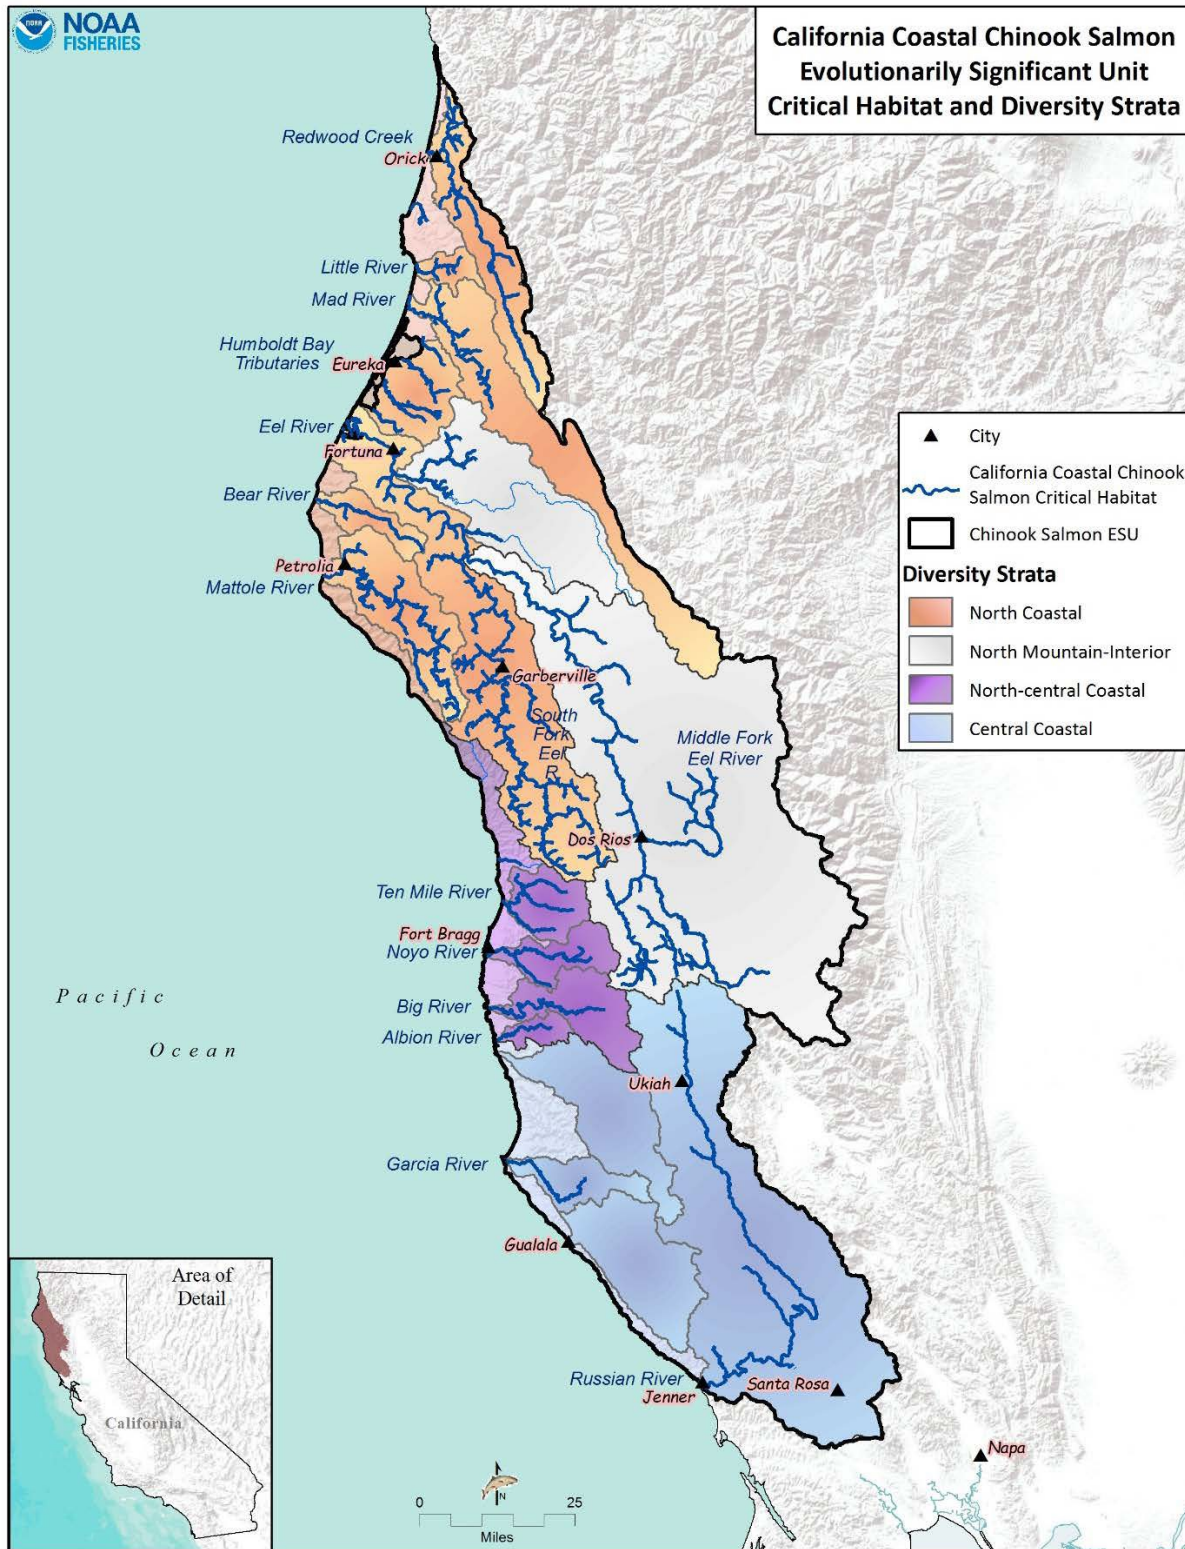 NOAA
FISHERIES
NOAA
California Coastal Chinook Salmon
Evolutionarily Significant Unit
Critical Habitat and Diversity Strata
Redwood Creek
Orick
Little River
Mad River
Humboldt Bay
Tributaries
Eureka
Eel River
Fortuna
Bear River
Petrolia
Mattole River
Garberville
South
Fork
Eel
R.
Middle Fork
Eel River
Dos Rios
Ten Mile River
Fort Bragg
Noyo River
Big River
Albion River
Ukiah
Garcia River
Gualala
Russian River
Jenner
Santa Rosa
Napa
Pacific
Ocean
City
California Coastal Chinook
Salmon Critical Habitat
Chinook Salmon ESU
Diversity Strata
North Coastal
North Mountain-Interior
North-central Coastal
Central Coastal
Area of
Detail
California
N
0 25
Miles